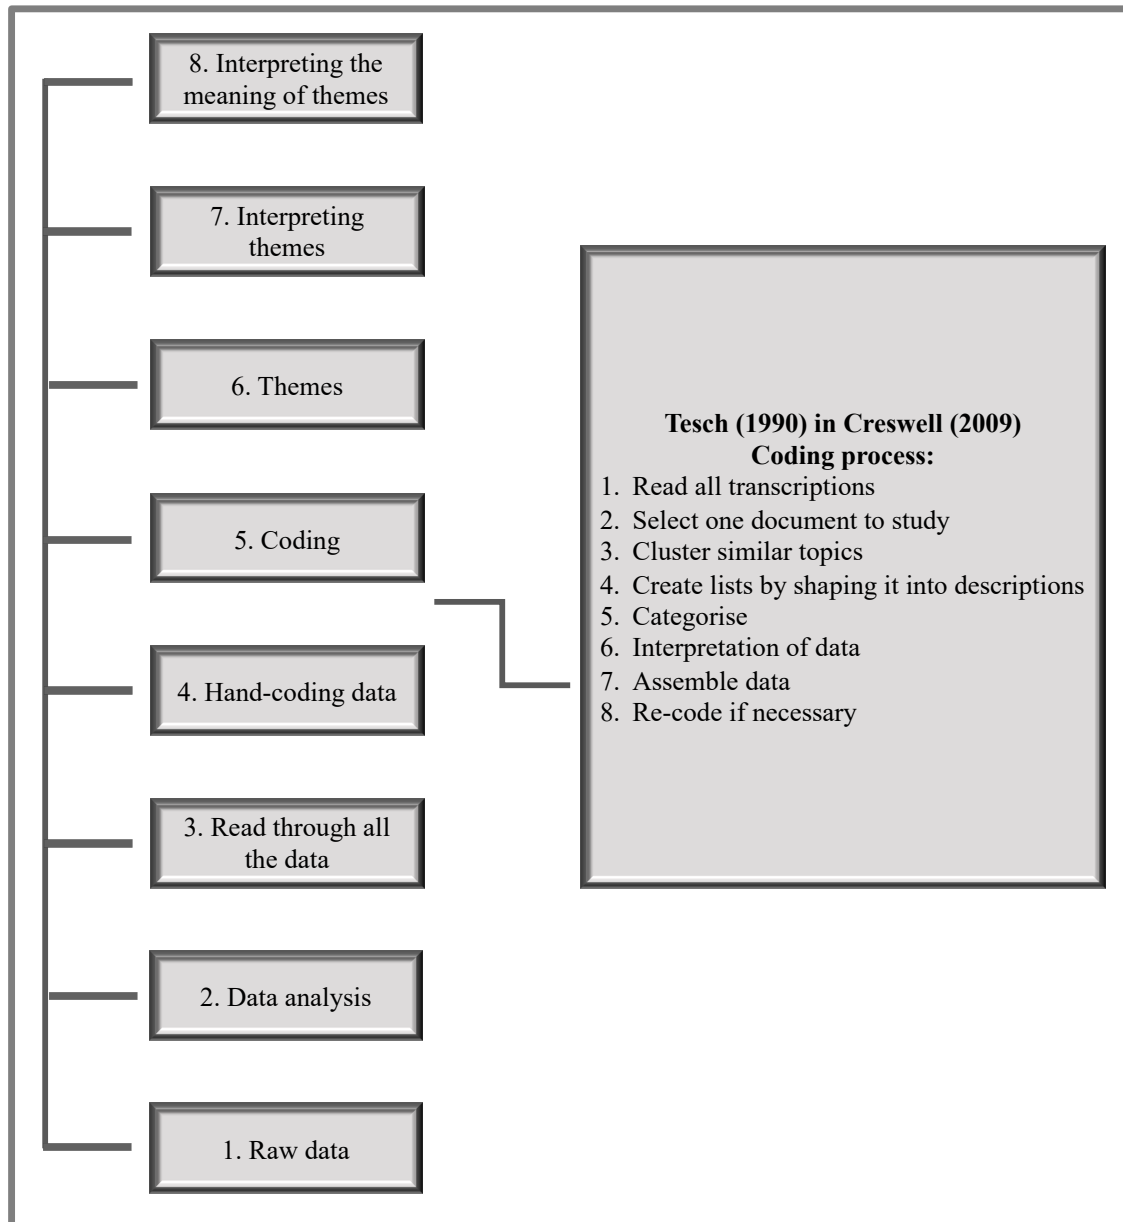 8. Interpreting the
meaning of themes
7. Interpreting
themes
6. Themes
5. Coding
4. Hand-coding data
3. Read through all
the data
2. Data analysis
1. Raw data
Tesch (1990) in Creswell (2009)
Coding process:
1. Read all transcriptions
2. Select one document to study
3. Cluster similar topics
4. Create lists by shaping it into descriptions
5. Categorise
6. Interpretation of data
7. Assemble data
8. Re-code if necessary